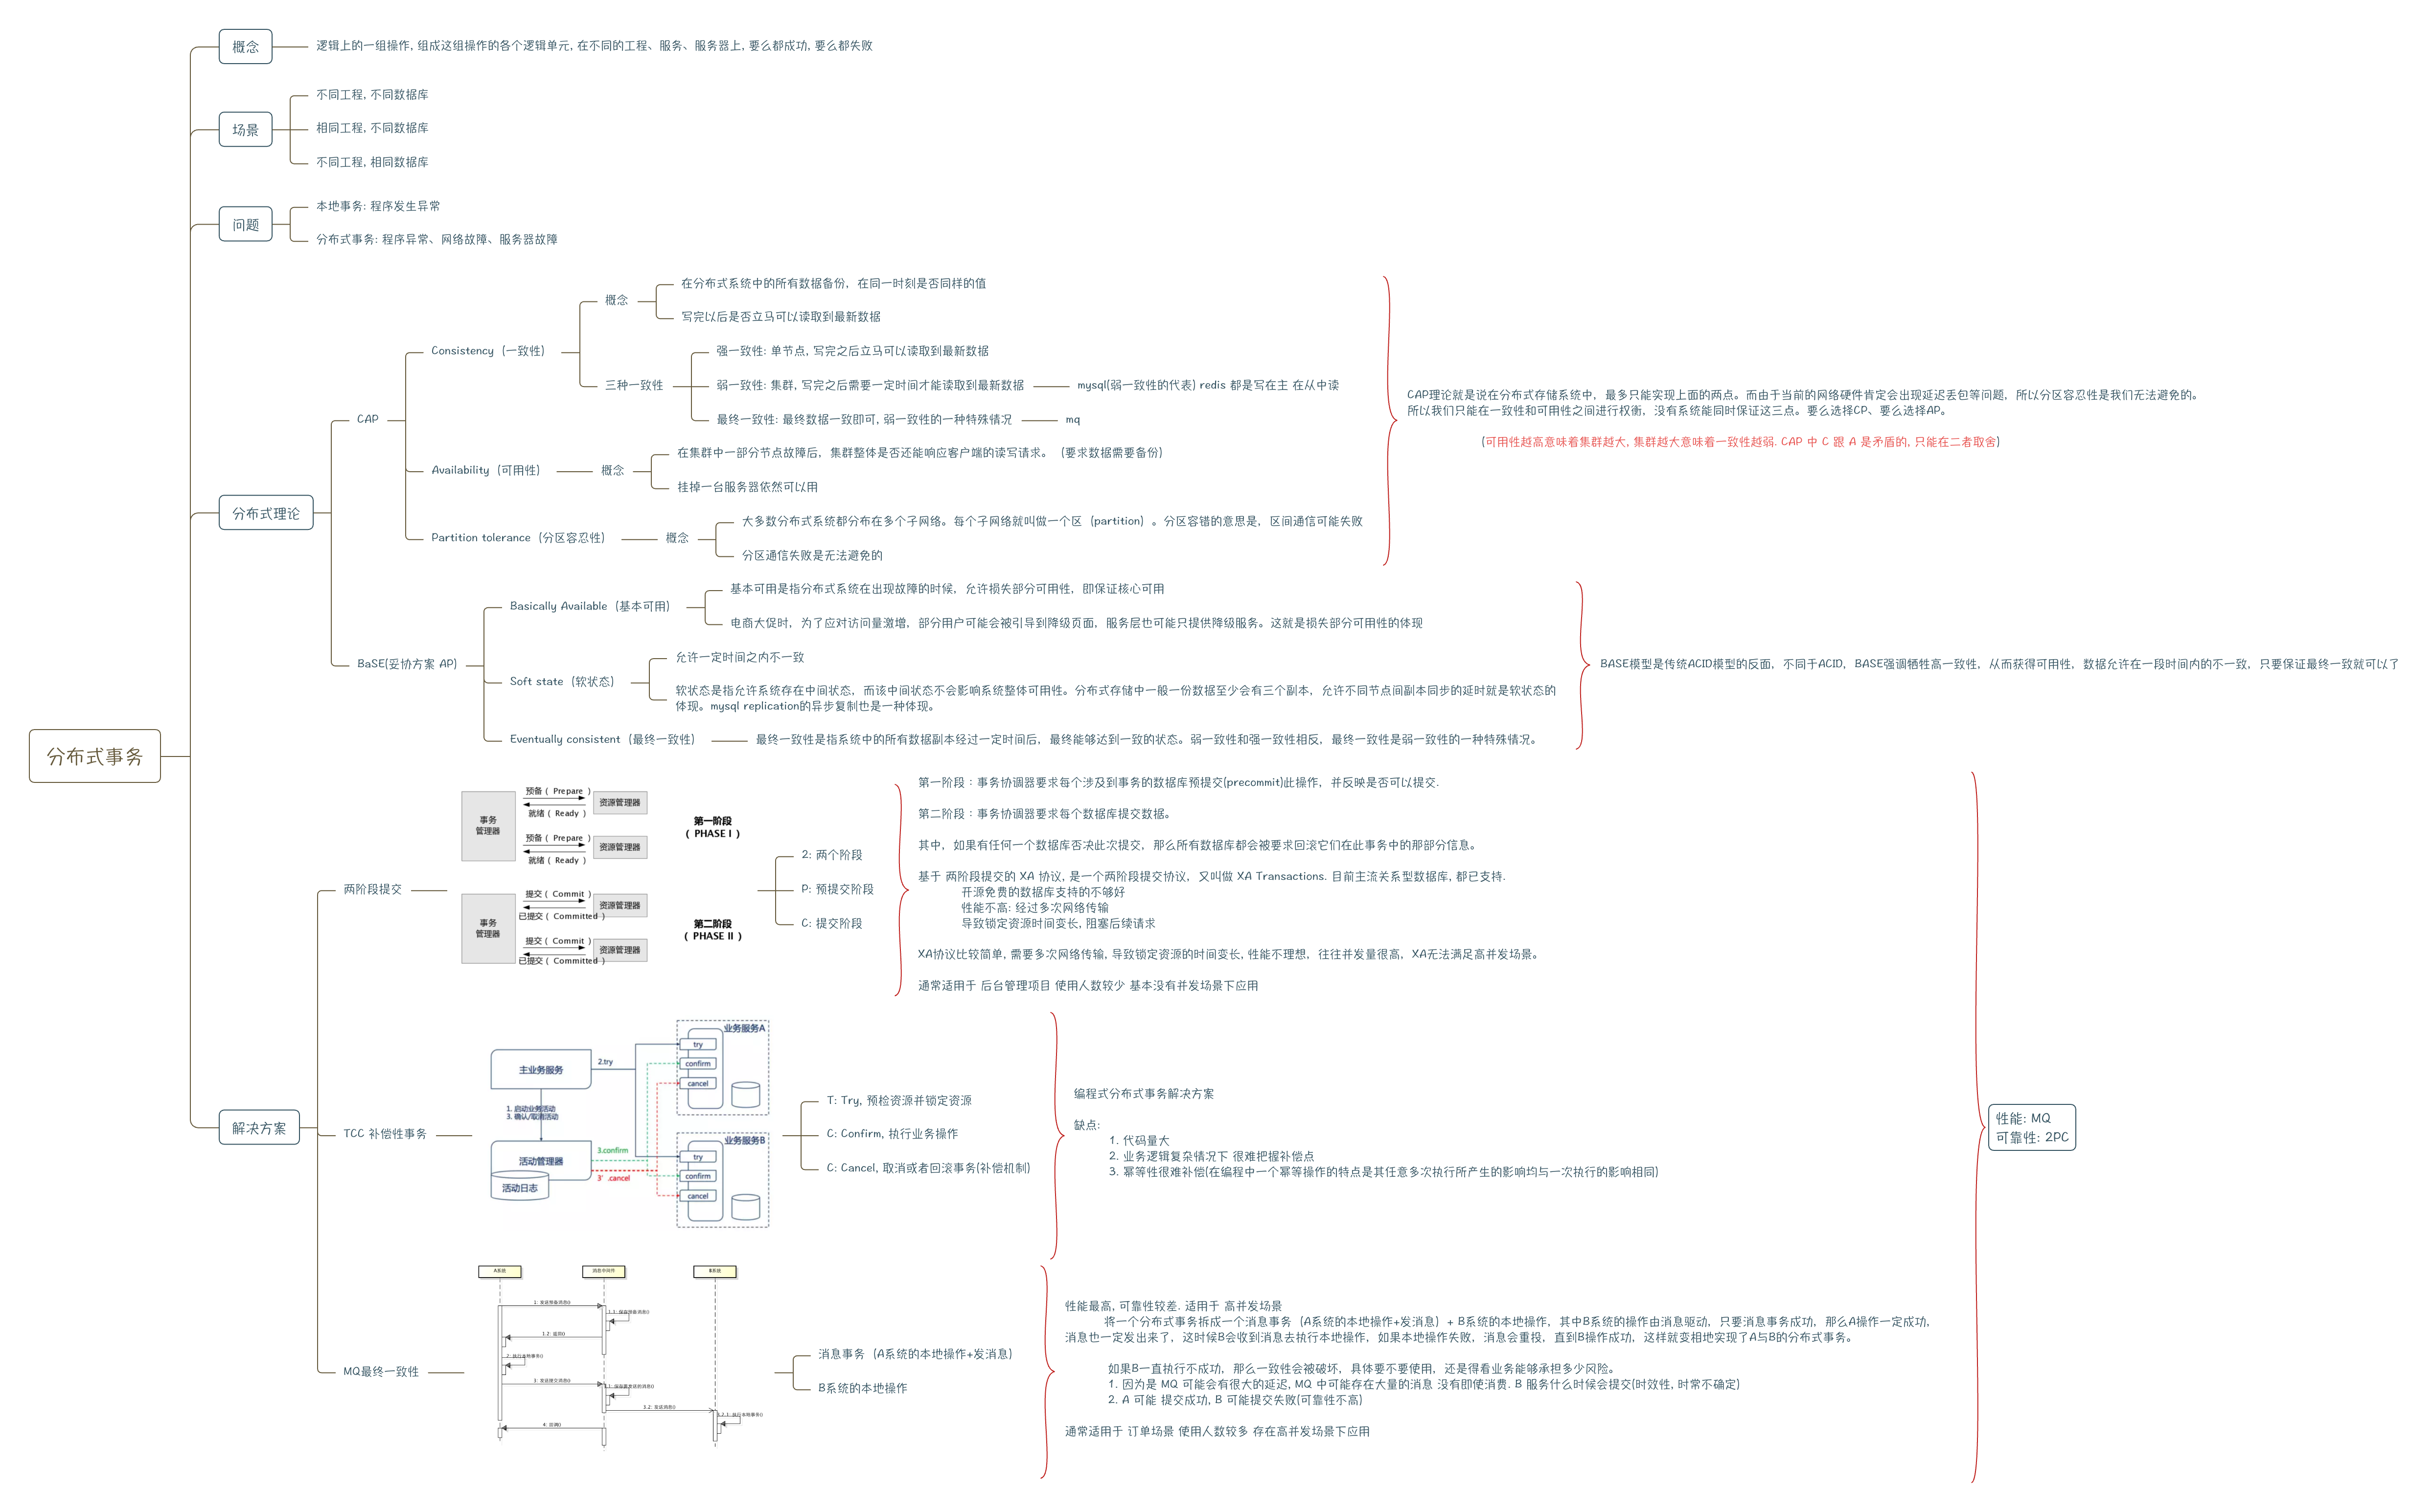 分布式事务
概念
逻辑上的一组操作, 组成这组操作的各个逻辑单元, 在不同的工程、服务、服务器上, 要么都成功, 要么都失败
场景
不同工程, 不同数据库
相同工程, 不同数据库
不同工程, 相同数据库
问题
本地事务: 程序发生异常
分布式事务: 程序异常、网络故障、服务器故障
分布式理论
CAP
Consistency（一致性）
概念
在分布式系统中的所有数据备份，在同一时刻是否同样的值
写完以后是否立马可以读取到最新数据
三种一致性
强一致性: 单节点, 写完之后立马可以读取到最新数据
弱一致性: 集群, 写完之后需要一定时间才能读取到最新数据
mysql(弱一致性的代表) redis 都是写在主 在从中读
最终一致性: 最终数据一致即可, 弱一致性的一种特殊情况
mq
Availability（可用性）
概念
在集群中一部分节点故障后，集群整体是否还能响应客户端的读写请求。（要求数据需要备份）
挂掉一台服务器依然可以用
Partition tolerance（分区容忍性）
概念
大多数分布式系统都分布在多个子网络。每个子网络就叫做一个区（partition）。分区容错的意思是，区间通信可能失败
分区通信失败是无法避免的
CAP理论就是说在分布式存储系统中，最多只能实现上面的两点。而由于当前的网络硬件肯定会出现延迟丢包等问题，所以分区容忍性是我们无法避免的。
所以我们只能在一致性和可用性之间进行权衡，没有系统能同时保证这三点。要么选择CP、要么选择AP。
(可用性越高意味着集群越大, 集群越大意味着一致性越弱. CAP 中 C 跟 A 是矛盾的, 只能在二者取舍)
BaSE(妥协方案 AP)
Basically Available（基本可用）
基本可用是指分布式系统在出现故障的时候，允许损失部分可用性，即保证核心可用
电商大促时，为了应对访问量激增，部分用户可能会被引导到降级页面，服务层也可能只提供降级服务。这就是损失部分可用性的体现
Soft state（软状态）
允许一定时间之内不一致
软状态是指允许系统存在中间状态，而该中间状态不会影响系统整体可用性。分布式存储中一般一份数据至少会有三个副本，允许不同节点间副本同步的延时就是软状态的
体现。mysql replication的异步复制也是一种体现。
Eventually consistent（最终一致性）
最终一致性是指系统中的所有数据副本经过一定时间后，最终能够达到一致的状态。弱一致性和强一致性相反，最终一致性是弱一致性的一种特殊情况。
BASE模型是传统ACID模型的反面，不同于ACID，BASE强调牺牲高一致性，从而获得可用性，数据允许在一段时间内的不一致，只要保证最终一致就可以了
解决方案
两阶段提交
事务
管理器
预备（ Prepare ）
就绪（ Ready ）
资源管理器
预备（ Prepare ）
就绪（ Ready ）
资源管理器
第一阶段
（ PHASE I ）
事务
管理器
提交（ Commit ）
已提交（ Committed ）
资源管理器
提交（ Commit ）
已提交（ Committed ）
资源管理器
第二阶段
（ PHASE II ）
2: 两个阶段
P: 预提交阶段
C: 提交阶段
第一阶段：事务协调器要求每个涉及到事务的数据库预提交(precommit)此操作，并反映是否可以提交.
第二阶段：事务协调器要求每个数据库提交数据。
其中，如果有任何一个数据库否决此次提交，那么所有数据库都会被要求回滚它们在此事务中的那部分信息。
基于 两阶段提交的 XA 协议, 是一个两阶段提交协议，又叫做 XA Transactions. 目前主流关系型数据库, 都已支持.
开源免费的数据库支持的不够好
性能不高: 经过多次网络传输
导致锁定资源时间变长, 阻塞后续请求
XA协议比较简单, 需要多次网络传输, 导致锁定资源的时间变长, 性能不理想，往往并发量很高，XA无法满足高并发场景。
通常适用于 后台管理项目 使用人数较少 基本没有并发场景下应用
TCC 补偿性事务
主业务服务
1. 启动业务活动
3. 确认/取消活动
活动管理器
活动日志
2.try
3.confirm
3' .cancel
业务服务A
try
confirm
cancel
业务服务B
try
confirm
cancel
T: Try, 预检资源并锁定资源
C: Confirm, 执行业务操作
C: Cancel, 取消或者回滚事务(补偿机制)
编程式分布式事务解决方案
缺点:
1. 代码量大
2. 业务逻辑复杂情况下 很难把握补偿点
3. 幂等性很难补偿(在编程中一个幂等操作的特点是其任意多次执行所产生的影响均与一次执行的影响相同)
MQ最终一致性
A系统
消息中间件
B系统
1: 发送预备消息()
1.1: 保存预备消息()
1.2: 返回()
2: 执行本地事务()
3: 发送提交消息()
3.2: 发送消息()
3.2.1: 执行本地事务()
4: 回调()
消息事务（A系统的本地操作+发消息）
B系统的本地操作
性能最高, 可靠性较差. 适用于 高并发场景
将一个分布式事务拆成一个消息事务（A系统的本地操作+发消息）+ B系统的本地操作，其中B系统的操作由消息驱动，只要消息事务成功，那么A操作一定成功，
消息也一定发出来了，这时候B会收到消息去执行本地操作，如果本地操作失败，消息会重投，直到B操作成功，这样就变相地实现了A与B的分布式事务。
如果B一直执行不成功，那么一致性会被破坏，具体要不要使用，还是得看业务能够承担多少风险。
1. 因为是 MQ 可能会有很大的延迟, MQ 中可能存在大量的消息 没有即使消费. B 服务什么时候会提交(时效性, 时常不确定)
2. A 可能 提交成功, B 可能提交失败(可靠性不高)
通常适用于 订单场景 使用人数较多 存在高并发场景下应用
性能: MQ
可靠性: 2PC